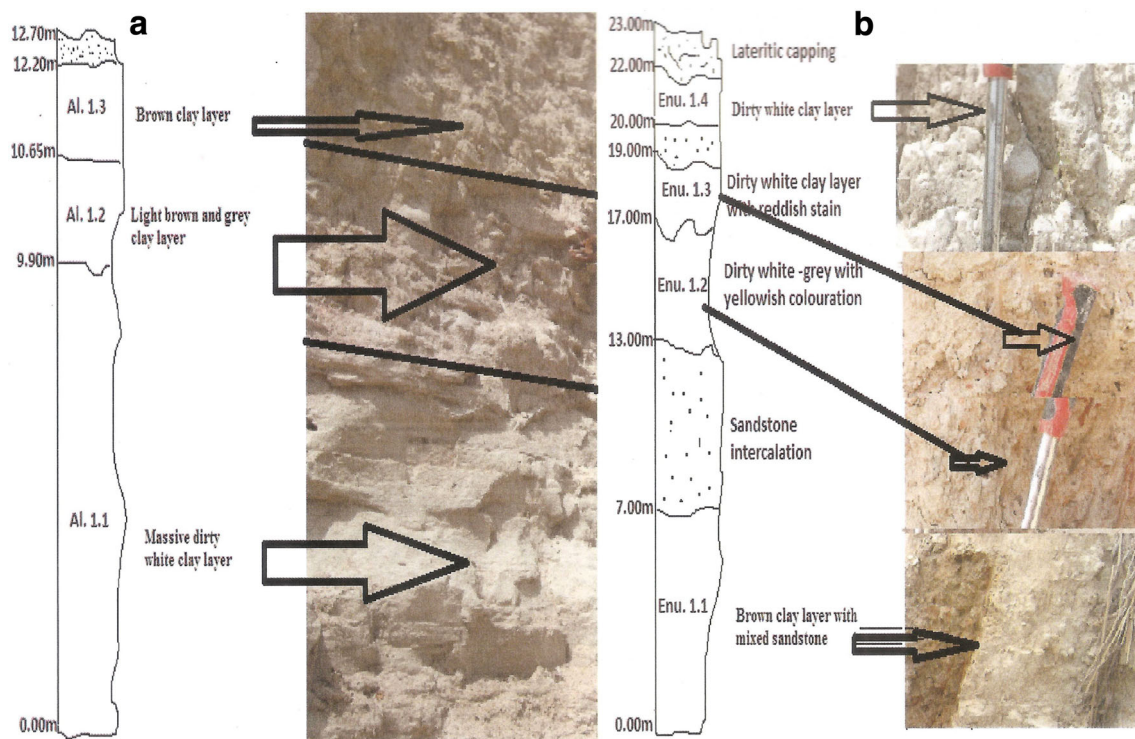 a
12.70m
12.20m
Al. 1.3
Brown clay layer
10.65m
Al. 1.2
Light brown and grey
clay layer
9.90m
Al. 1.1
Massive dirty
white clay layer
0.00m
b
23.00m
Lateritic capping
22.00m
Enu. 1.4
Dirty white clay layer
20.00m
19.00m
Enu. 1.3
Dirty white clay layer
with reddish stain
17.00m
Enu. 1.2
Dirty white -grey with
yellowish colouration
13.00m
Sandstone
intercalation
7.00m
Enu. 1.1
Brown clay layer with
mixed sandstone
0.00m